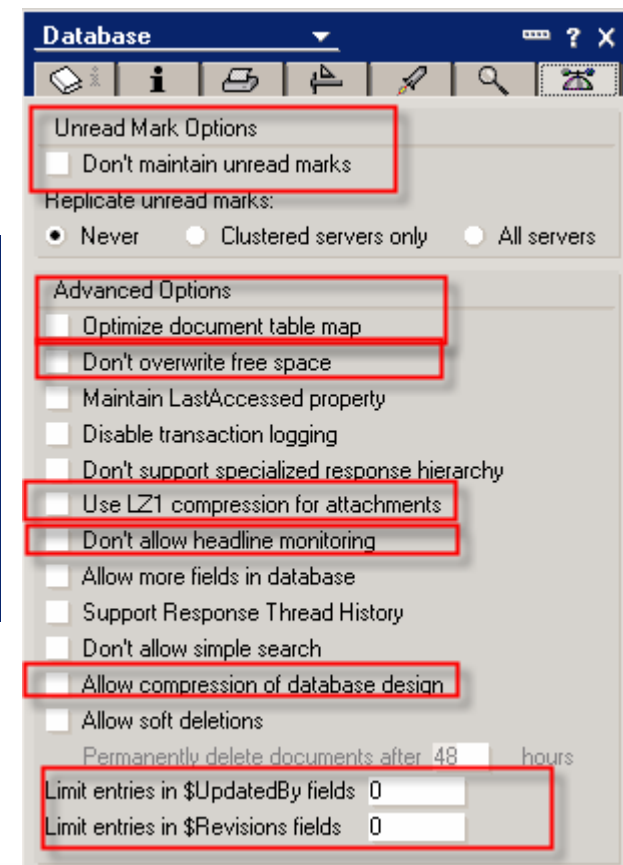 Database ? X
i
Unread Mark Options
Don't maintain unread marks
Replicate unread marks:
Never Clustered servers only All servers
Advanced Options
Optimize document table map
Don't overwrite free space
Maintain LastAccessed property
Disable transaction logging
Don't support specialized response hierarchy
Use LZ1 compression for attachments
Don't allow headline monitoring
Allow more fields in database
Support Response Thread History
Don't allow simple search
Allow compression of database design
Allow soft deletions
Permanently delete documents after 48 hours
Limit entries in $UpdatedBy fields 0
Limit entries in $Revisions fields 0